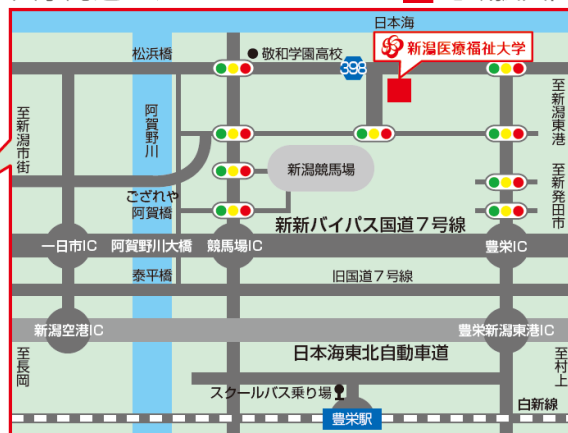 日本海
松浜橋
敬和学園高校
398
新潟医療福祉大学
至新潟市街
阿賀野川
至新潟東港
新潟競馬場
至新発田市
ござれや
阿賀橋
新新バイパス国道7号線
一日市IC
阿賀野川大橋
競馬場IC
豊栄IC
泰平橋
旧国道7号線
新潟空港IC
豊栄新潟東港IC
至長岡
日本海東北自動車道
至村上
スクールバス乗り場
豊栄駅
白新線